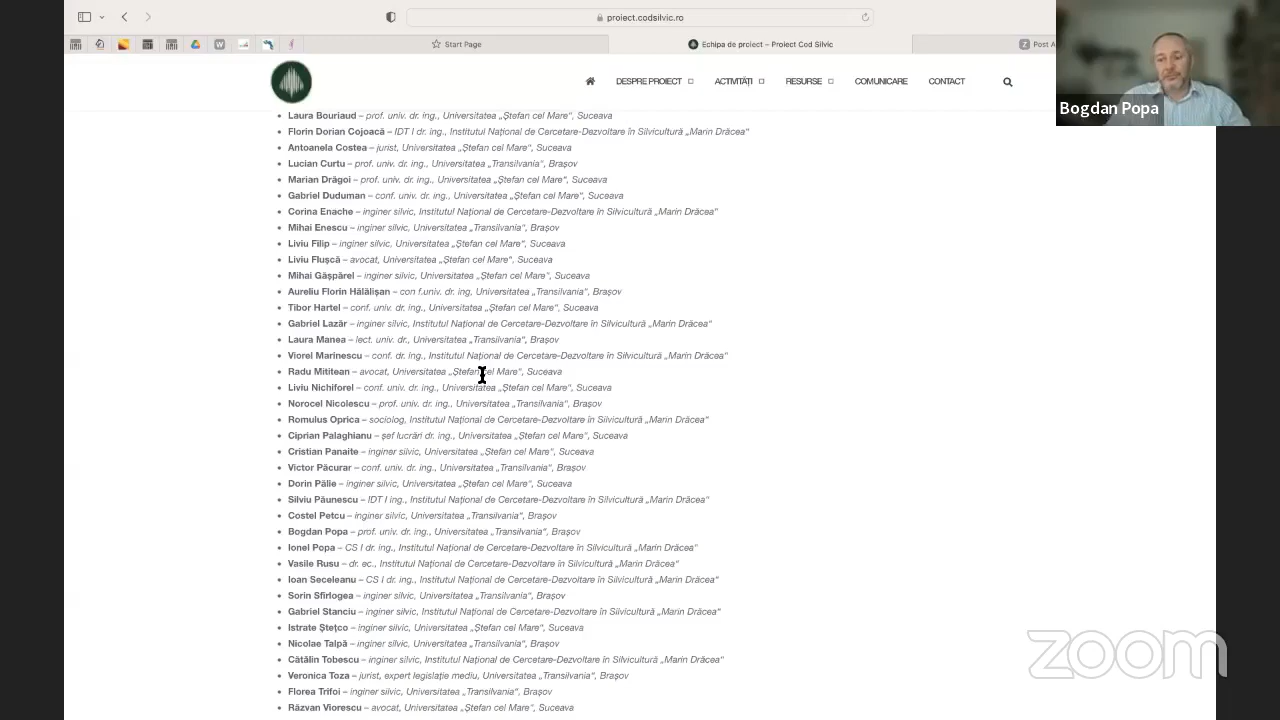 proiect.codsilvic.ro
Start Page
Echipa de proiect – Proiect Cod Silvic
Post A
Bogdan Popa
DESPRE PROIECT
ACTIVITĂȚI
RESURSE
COMUNICARE
CONTACT
Laura Bouriaud – prof. univ. dr. ing., Universitatea „Ștefan cel Mare”, Suceava
Florin Dorian Cojoacă – IDT I dr. ing., Institutul Național de Cercetare-Dezvoltare în Silvicultură „Marin Drăcea”
Antoanela Costea – jurist, Universitatea „Ștefan cel Mare”, Suceava
Lucian Curtu – prof. univ. dr. ing., Universitatea „Transilvania”, Brașov
Marian Drăgoi – prof. univ. dr. ing., Universitatea „Ștefan cel Mare”, Suceava
Gabriel Duduman – conf. univ. dr. ing., Universitatea „Ștefan cel Mare”, Suceava
Corina Enache – inginer silvic, Institutul Național de Cercetare-Dezvoltare în Silvicultură „Marin Drăcea”
Mihai Enescu – inginer silvic, Universitatea „Transilvania”, Brașov
Liviu Filip – inginer silvic, Universitatea „Ștefan cel Mare”, Suceava
Liviu Flușcă – avocat, Universitatea „Ștefan cel Mare”, Suceava
Mihai Gășpărel – inginer silvic, Universitatea „Ștefan cel Mare”, Suceava
Aureliu Florin Hălălișan – con f.univ. dr. ing, Universitatea „Transilvania”, Brașov
Tibor Hartel – conf. univ. dr. ing., Universitatea „Ștefan cel Mare”, Suceava
Gabriel Lazăr – inginer silvic, Institutul Național de Cercetare-Dezvoltare în Silvicultură „Marin Drăcea”
Laura Manea – lect. univ. dr., Universitatea „Transilvania”, Brașov
Viorel Marinescu – conf. dr. ing., Institutul Național de Cercetare-Dezvoltare în Silvicultură „Marin Drăcea”
Radu Mititean – avocat, Universitatea „Ștefan cel Mare”, Suceava
Liviu Nichiforel – conf. univ. dr. ing., Universitatea „Ștefan cel Mare”, Suceava
Norocel Nicolescu – prof. univ. dr. ing., Universitatea „Transilvania”, Brașov
Romulus Oprica – sociolog, Institutul Național de Cercetare-Dezvoltare în Silvicultură „Marin Drăcea”
Ciprian Palaghianu – șef lucrări dr. ing., Universitatea „Ștefan cel Mare”, Suceava
Cristian Panaite – inginer silvic, Universitatea „Ștefan cel Mare”, Suceava
Victor Păcurar – conf. univ. dr. ing., Universitatea „Transilvania”, Brașov
Dorin Pălie – inginer silvic, Universitatea „Ștefan cel Mare”, Suceava
Silviu Păunescu – IDT I ing., Institutul Național de Cercetare-Dezvoltare în Silvicultură „Marin Drăcea”
Costel Petcu – inginer silvic, Universitatea „Transilvania”, Brașov
Bogdan Popa – prof. univ. dr. ing., Universitatea „Transilvania”, Brașov
Ionel Popa – CS I dr. ing., Institutul Național de Cercetare-Dezvoltare în Silvicultură „Marin Drăcea”
Vasile Rusu – dr. ec., Institutul Național de Cercetare-Dezvoltare în Silvicultură „Marin Drăcea”
Ioan Seceleanu – CS I dr. ing., Institutul Național de Cercetare-Dezvoltare în Silvicultură „Marin Drăcea”
Sorin Sfîrlogea – inginer silvic, Universitatea „Transilvania”, Brașov
Gabriel Stanciu – inginer silvic, Institutul Național de Cercetare-Dezvoltare în Silvicultură „Marin Drăcea”
Istrate Ștețco – inginer silvic, Universitatea „Ștefan cel Mare”, Suceava
Nicolae Talpă – inginer silvic, Universitatea „Transilvania”, Brașov
Cătălin Tobescu – inginer silvic, Institutul Național de Cercetare-Dezvoltare în Silvicultură „Marin Drăcea”
Veronica Toza – jurist, expert legislație mediu, Universitatea „Transilvania”, Brașov
Florea Trifoi – inginer silvic, Universitatea „Transilvania”, Brașov
Răzvan Viorescu – avocat, Universitatea „Ștefan cel Mare”, Suceava
zoom